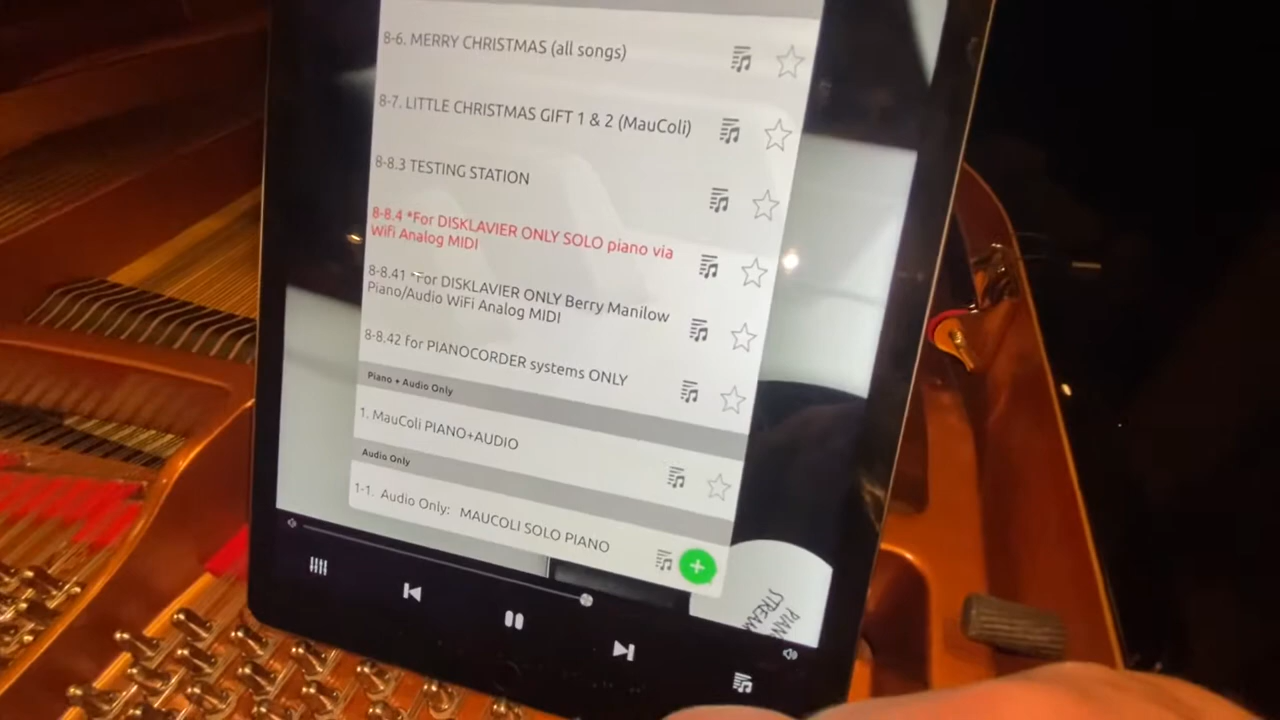 8-6. MERRY CHRISTMAS (all songs)
8-7. LITTLE CHRISTMAS GIFT 1 & 2 (MauColi)
8-8.3 TESTING STATION
8-8.4 *For DISKLAVIER ONLY SOLO piano via
Wifi Analog MIDI
8-8.41 *For DISKLAVIER ONLY Berry Manilow
Piano/Audio WiFi Analog MIDI
8-8.42 for PIANOCORDER systems ONLY
Piano + Audio Only
1. MauColi PIANO+AUDIO
Audio Only
1-1. Audio Only: MAUCOLI SOLO PIANO